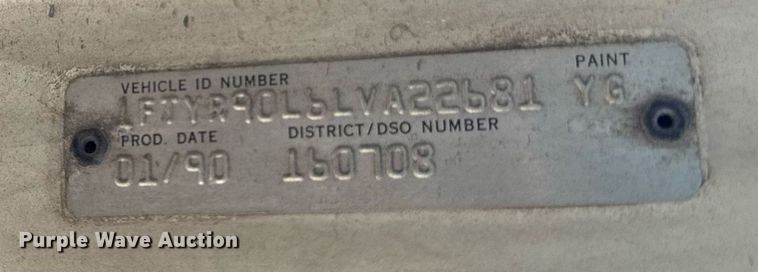 VEHICLE ID NUMBER PAINT
1FTYR90L6LVA22681 YG
PROD. DATE DISTRICT/DSO NUMBER
01/90 160708
Purple Wave Auction